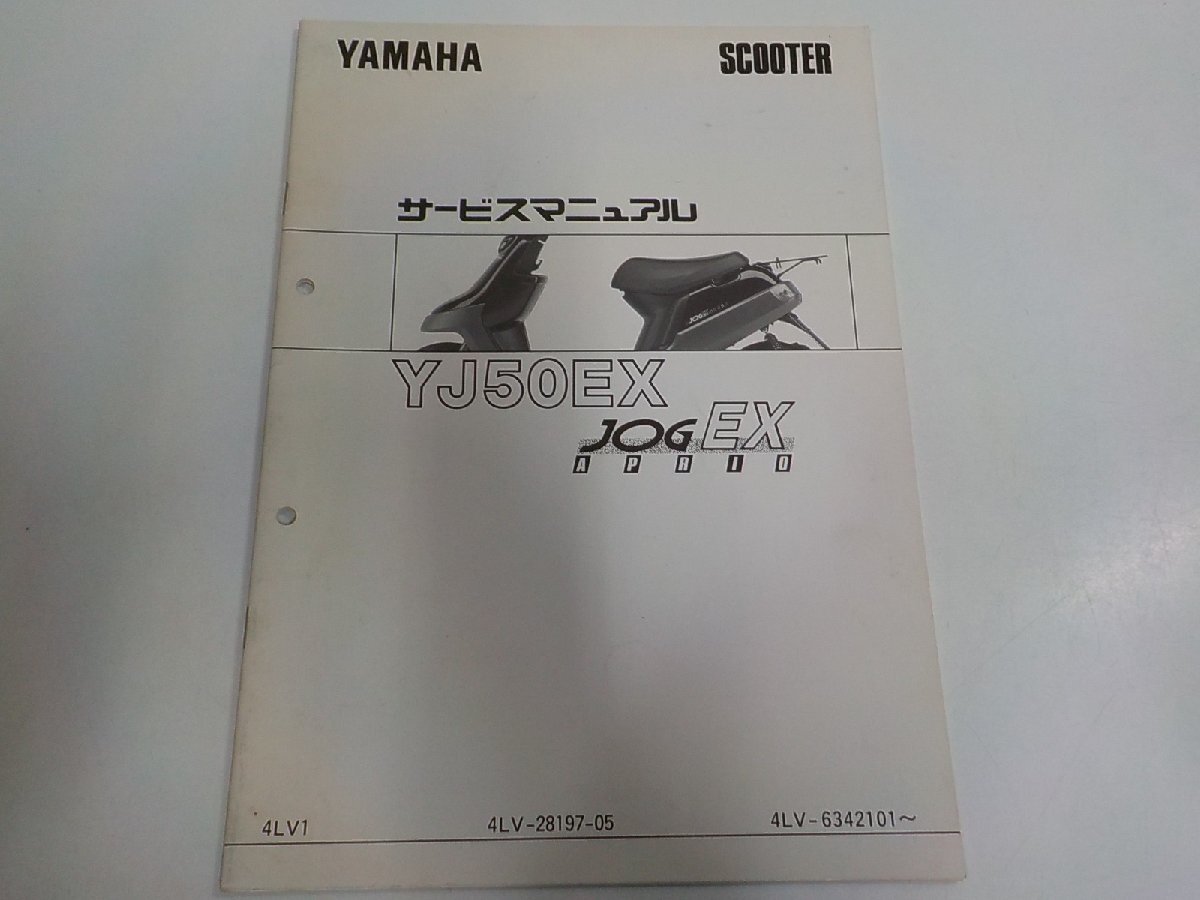 YAMAHA SCOOTER
サービスマニュアル
YJ50EX
JOG EX
APRIO
4LV1 4LV-28197-05 4LV-6342101～